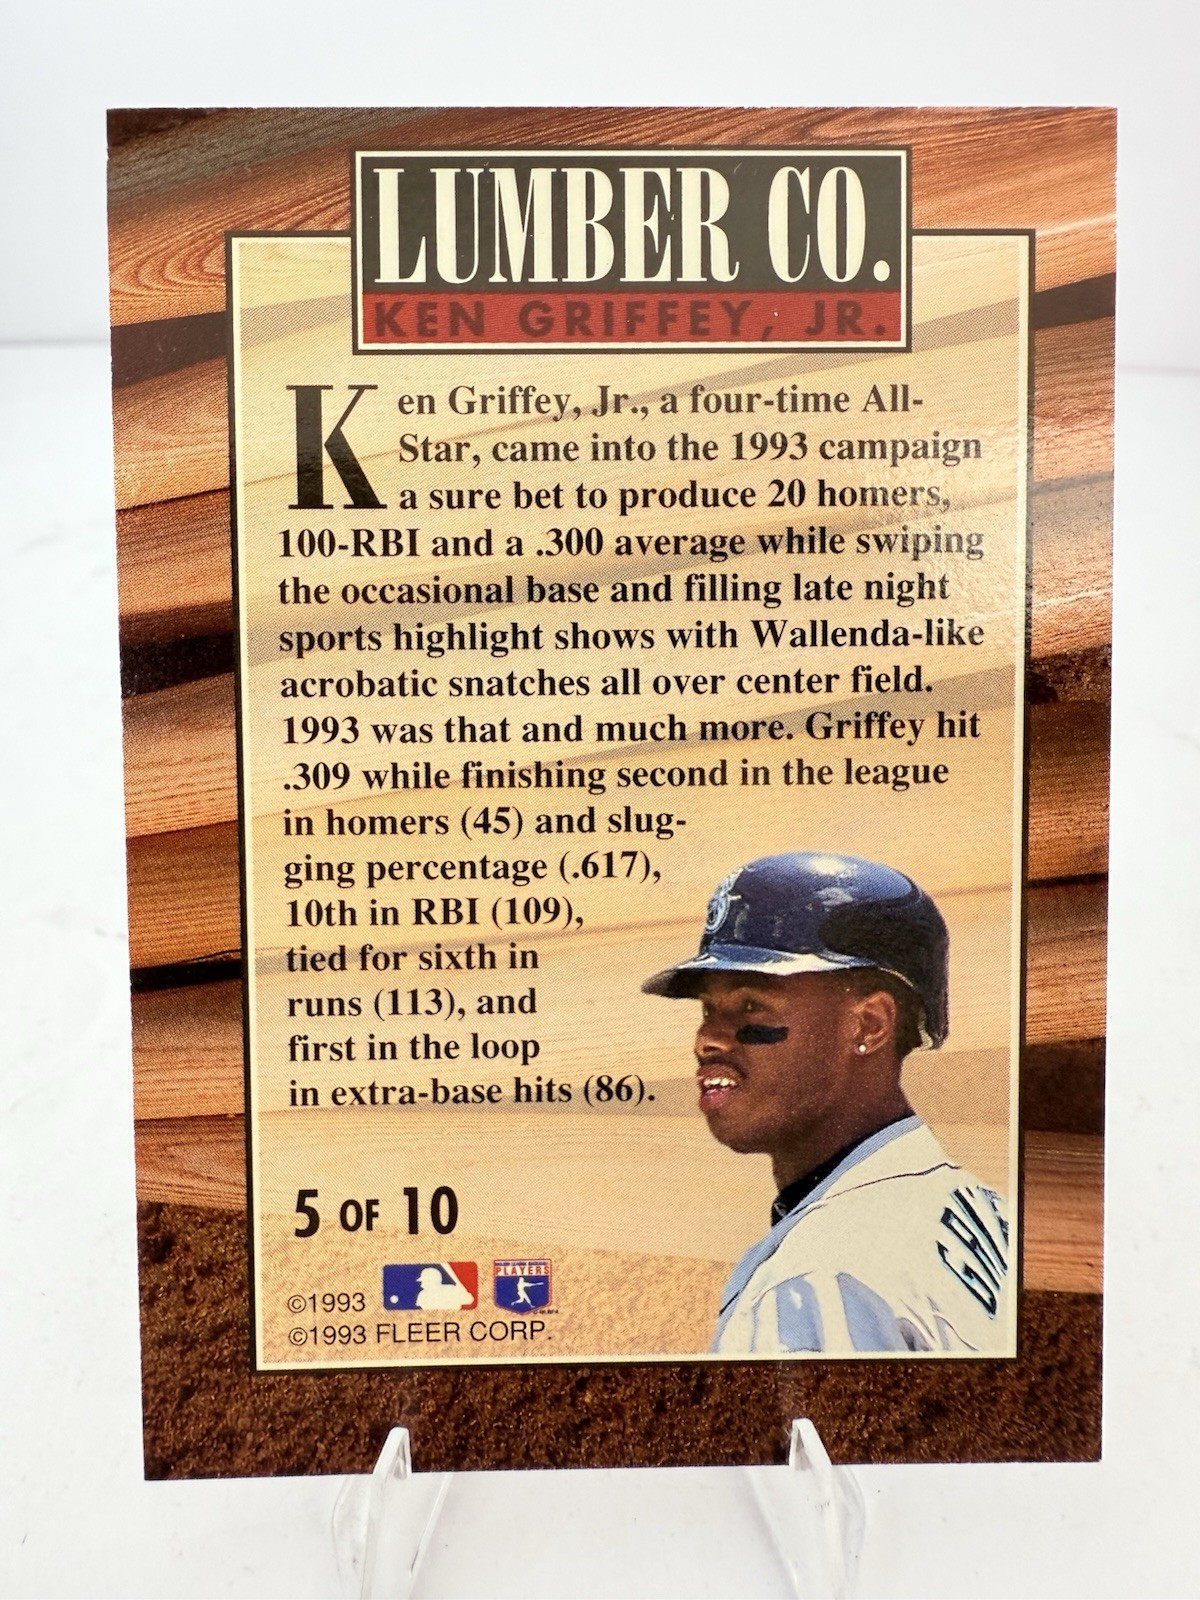 LUMBER CO.
KEN GRIFFEY, JR.
Ken Griffey, Jr., a four-time All-
Star, came into the 1993 campaign
a sure bet to produce 20 homers,
100-RBI and a .300 average while swiping
the occasional base and filling late night
sports highlight shows with Wallenda-like
acrobatic snatches all over center field.
1993 was that and much more. Griffey hit
.309 while finishing second in the league
in homers (45) and slug-
ging percentage (.617),
10th in RBI (109),
tied for sixth in
runs (113), and
first in the loop
in extra-base hits (86).
5 OF 10
PLAYERS
©1993
©1993 FLEER CORP.